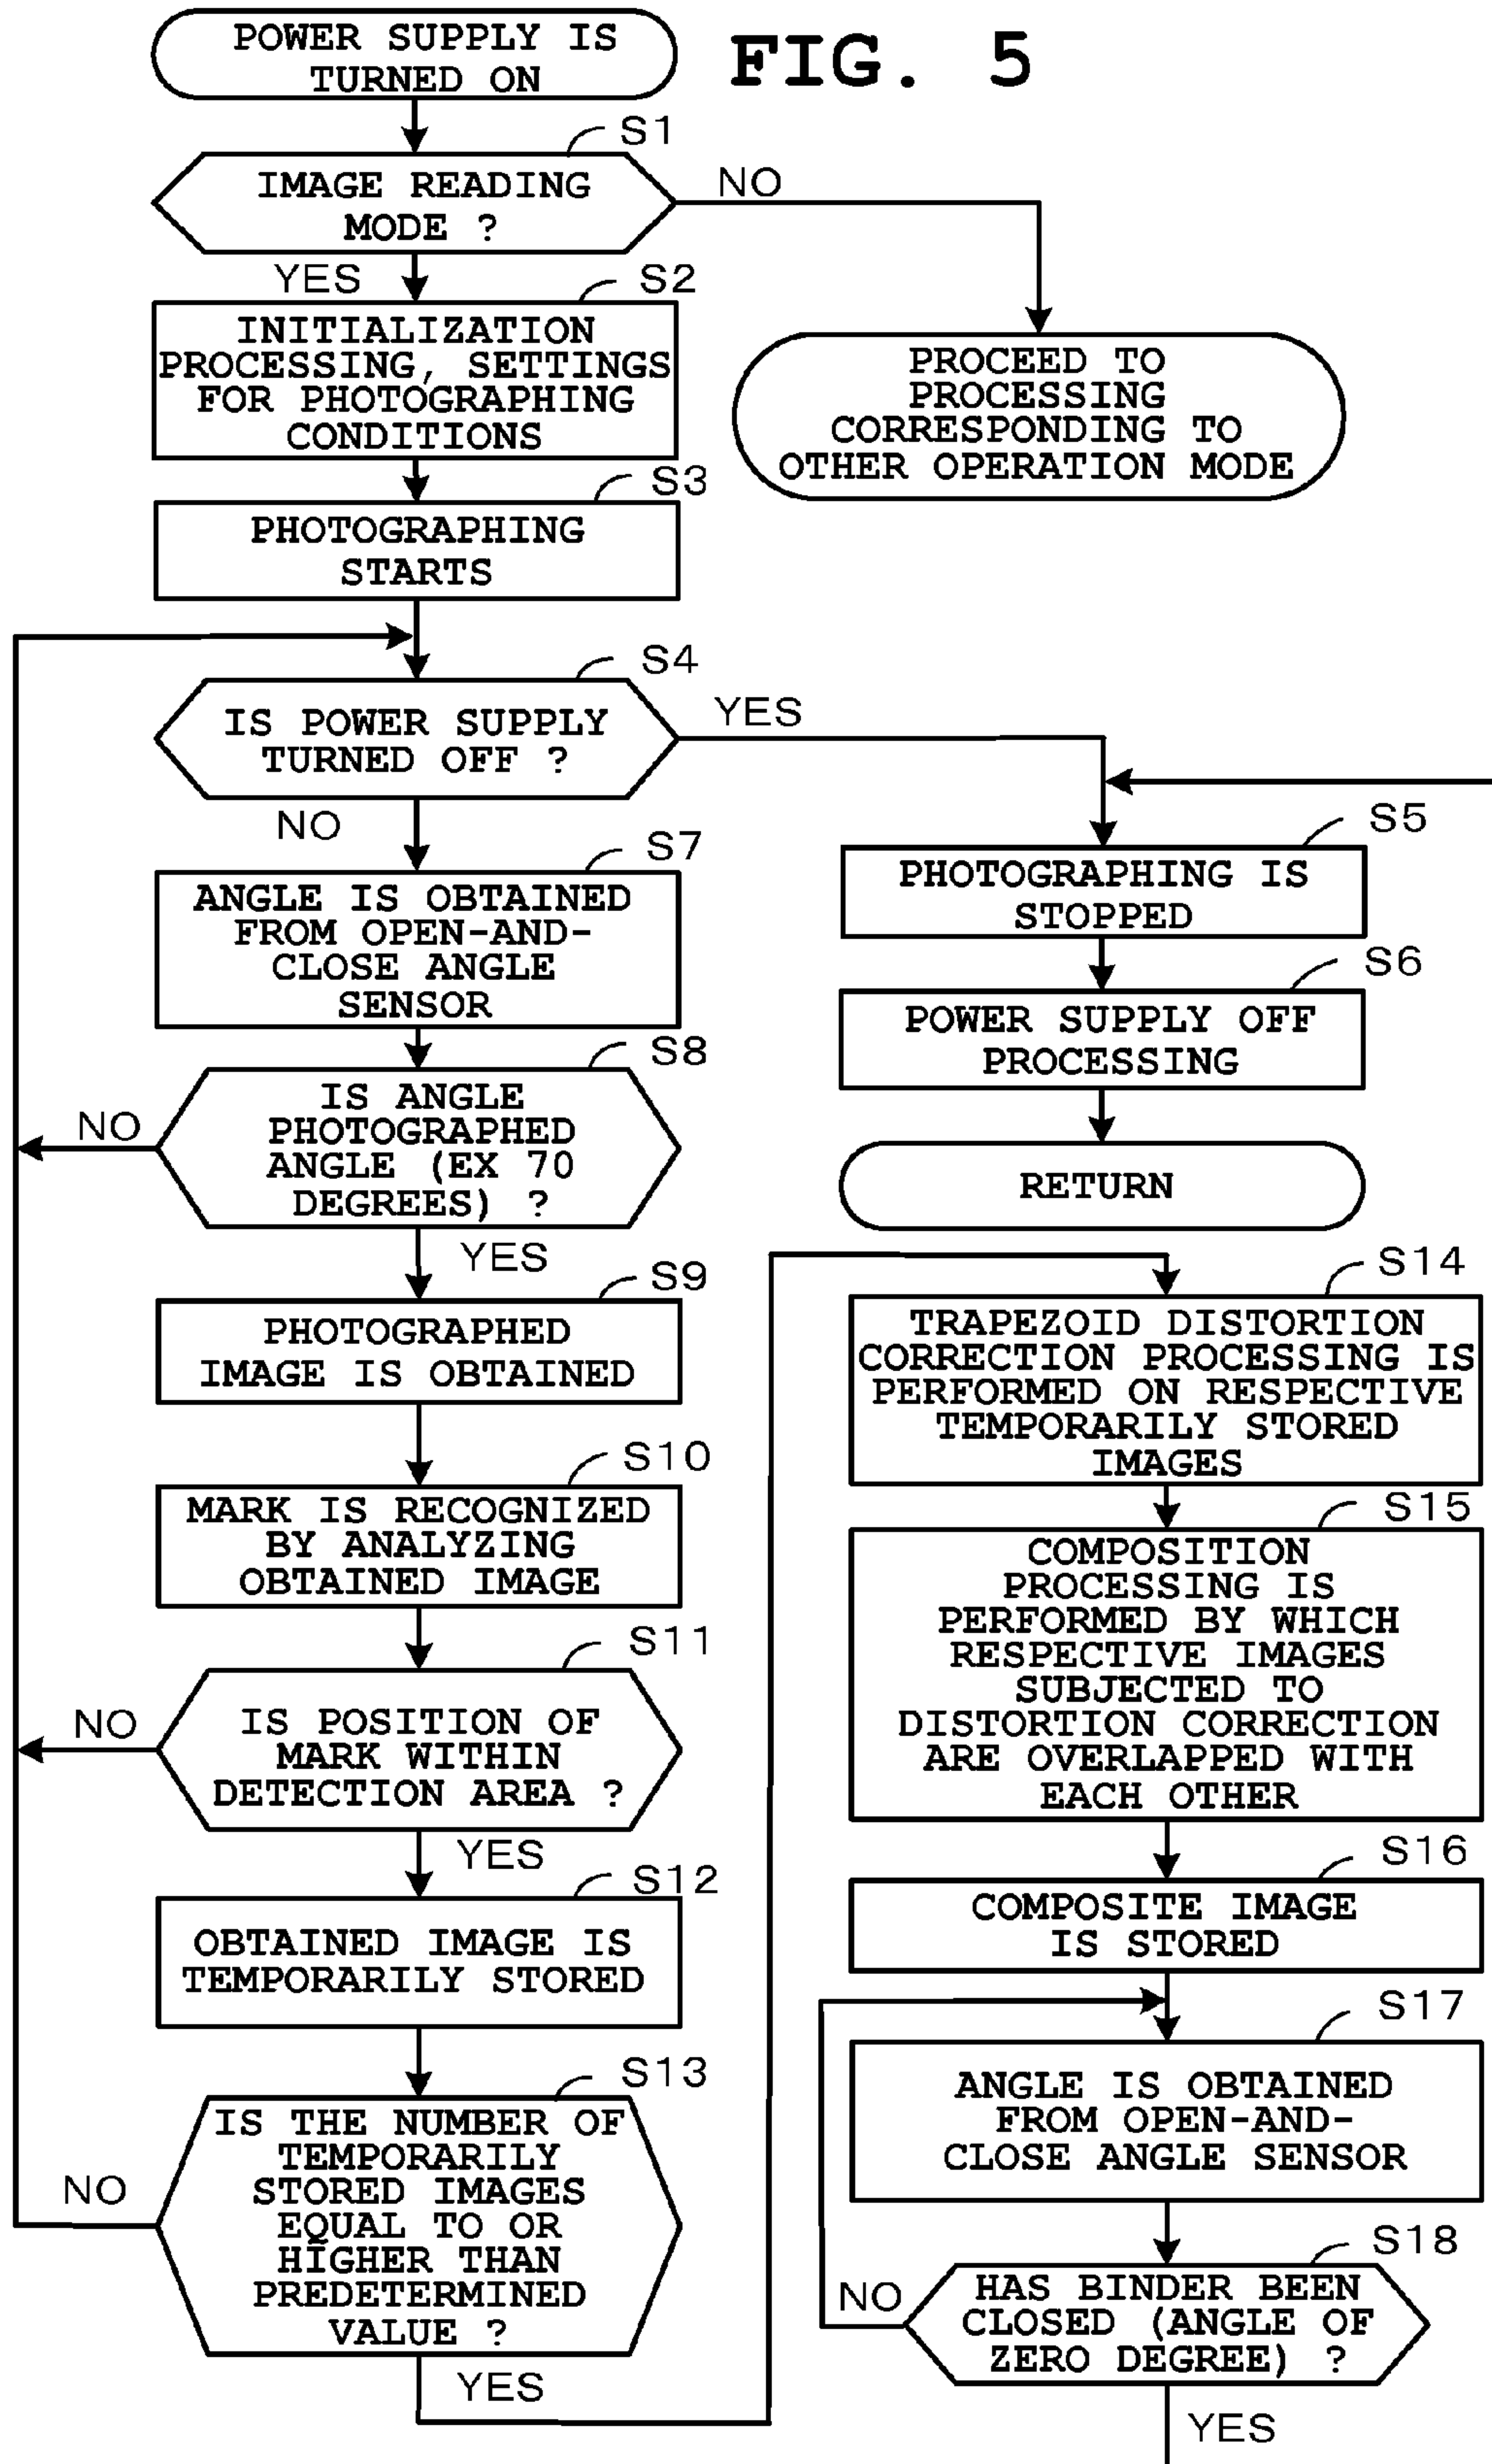 FIG. 5
POWER SUPPLY IS
TURNED ON
S1
IMAGE READING
MODE ?
NO
YES
PROCEED TO
PROCESSING
CORRESPONDING TO
OTHER OPERATION MODE
S2
INITIALIZATION
PROCESSING, SETTINGS
FOR PHOTOGRAPHING
CONDITIONS
S3
PHOTOGRAPHING
STARTS
S4
IS POWER SUPPLY
TURNED OFF ?
YES
NO
S5
PHOTOGRAPHING IS
STOPPED
S6
POWER SUPPLY OFF
PROCESSING
RETURN
S7
ANGLE IS OBTAINED
FROM OPEN-AND-
CLOSE ANGLE
SENSOR
S8
IS ANGLE
PHOTOGRAPHED
ANGLE (EX 70
DEGREES) ?
NO
YES
S9
PHOTOGRAPHED
IMAGE IS OBTAINED
S10
MARK IS RECOGNIZED
BY ANALYZING
OBTAINED IMAGE
S11
IS POSITION OF
MARK WITHIN
DETECTION AREA ?
NO
YES
S12
OBTAINED IMAGE IS
TEMPORARILY STORED
S13
IS THE NUMBER OF
TEMPORARILY
STORED IMAGES
EQUAL TO OR
HIGHER THAN
PREDETERMINED
VALUE ?
NO
YES
S14
TRAPEZOID DISTORTION
CORRECTION PROCESSING IS
PERFORMED ON RESPECTIVE
TEMPORARILY STORED
IMAGES
S15
COMPOSITION
PROCESSING IS
PERFORMED BY WHICH
RESPECTIVE IMAGES
SUBJECTED TO
DISTORTION CORRECTION
ARE OVERLAPPED WITH
EACH OTHER
S16
COMPOSITE IMAGE
IS STORED
S17
ANGLE IS OBTAINED
FROM OPEN-AND-
CLOSE ANGLE SENSOR
S18
HAS BINDER BEEN
CLOSED (ANGLE OF
ZERO DEGREE) ?
NO
YES